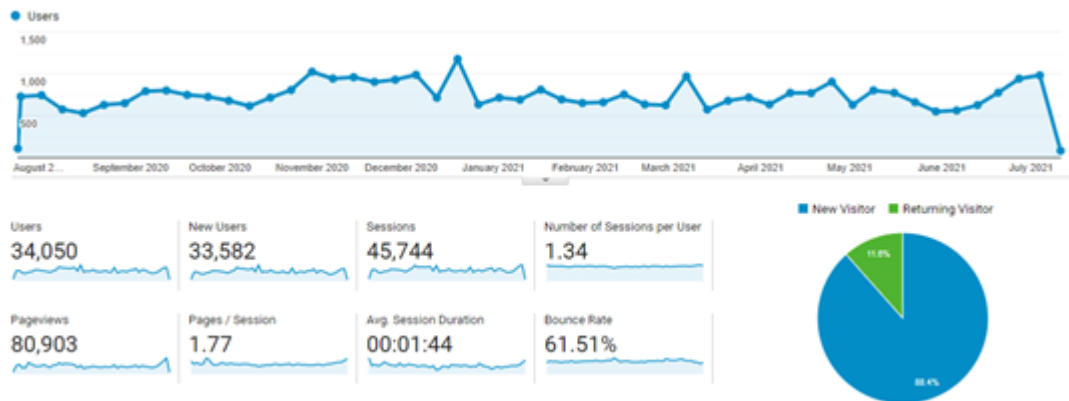 Users
1,500
1,000
500
August 2...
September 2020
October 2020
November 2020
December 2020
January 2021
February 2021
March 2021
April 2021
May 2021
June 2021
July 2021
New Visitor
Returning Visitor
Users
New Users
Sessions
Number of Sessions per User
34,050
33,582
45,744
1.34
11.6%
Pageviews
Pages / Session
Avg. Session Duration
Bounce Rate
80,903
1.77
00:01:44
61.51%
88.4%